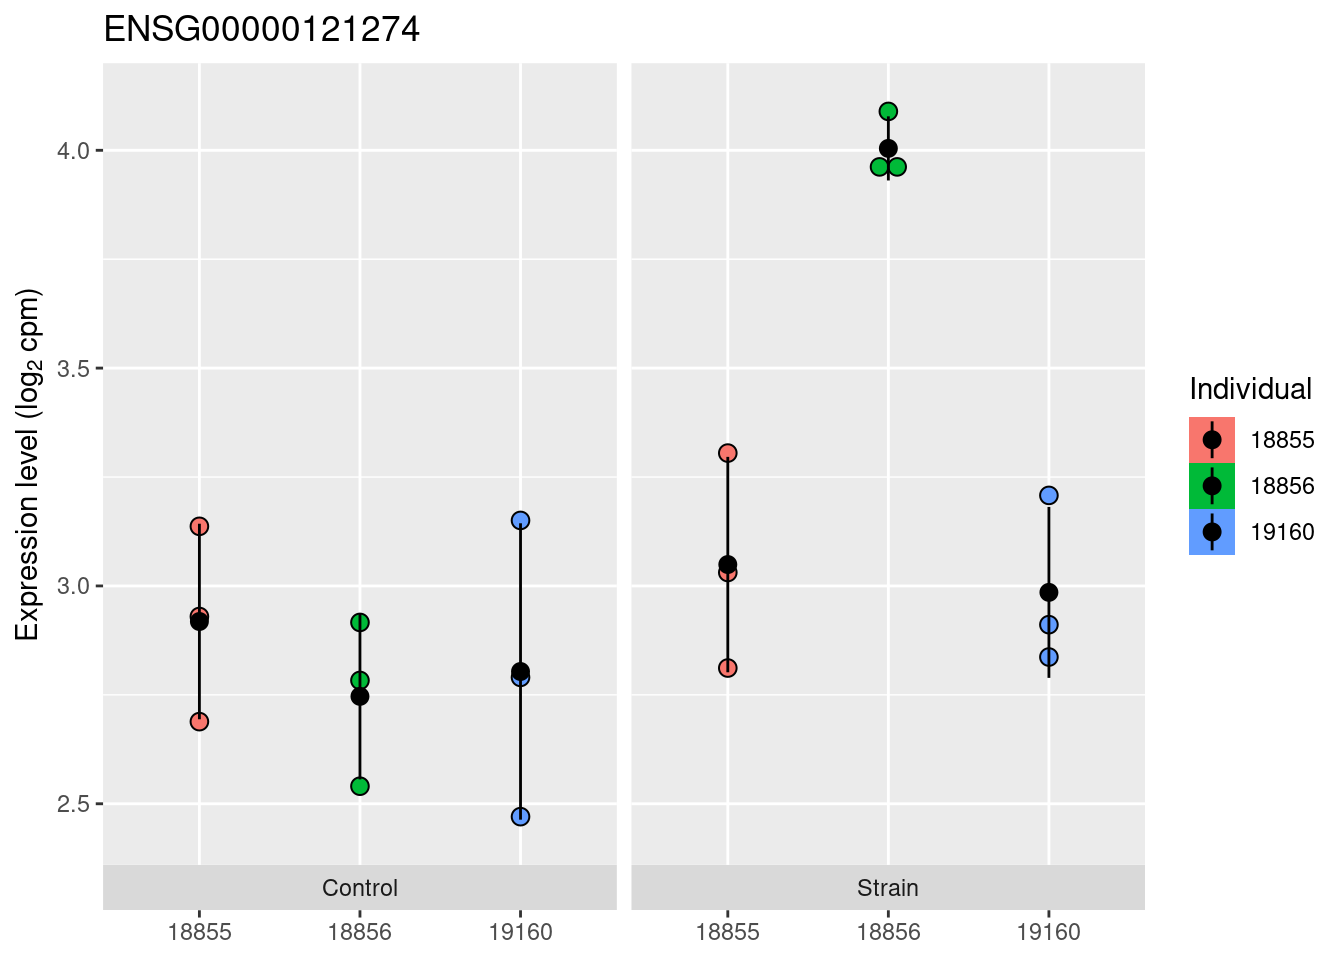 ENSG00000121274
Expression level (log₂ cpm)
4.0
3.5
3.0
2.5
Control
Strain
18855
18856
19160
18855
18856
19160
Individual
18855
18856
19160